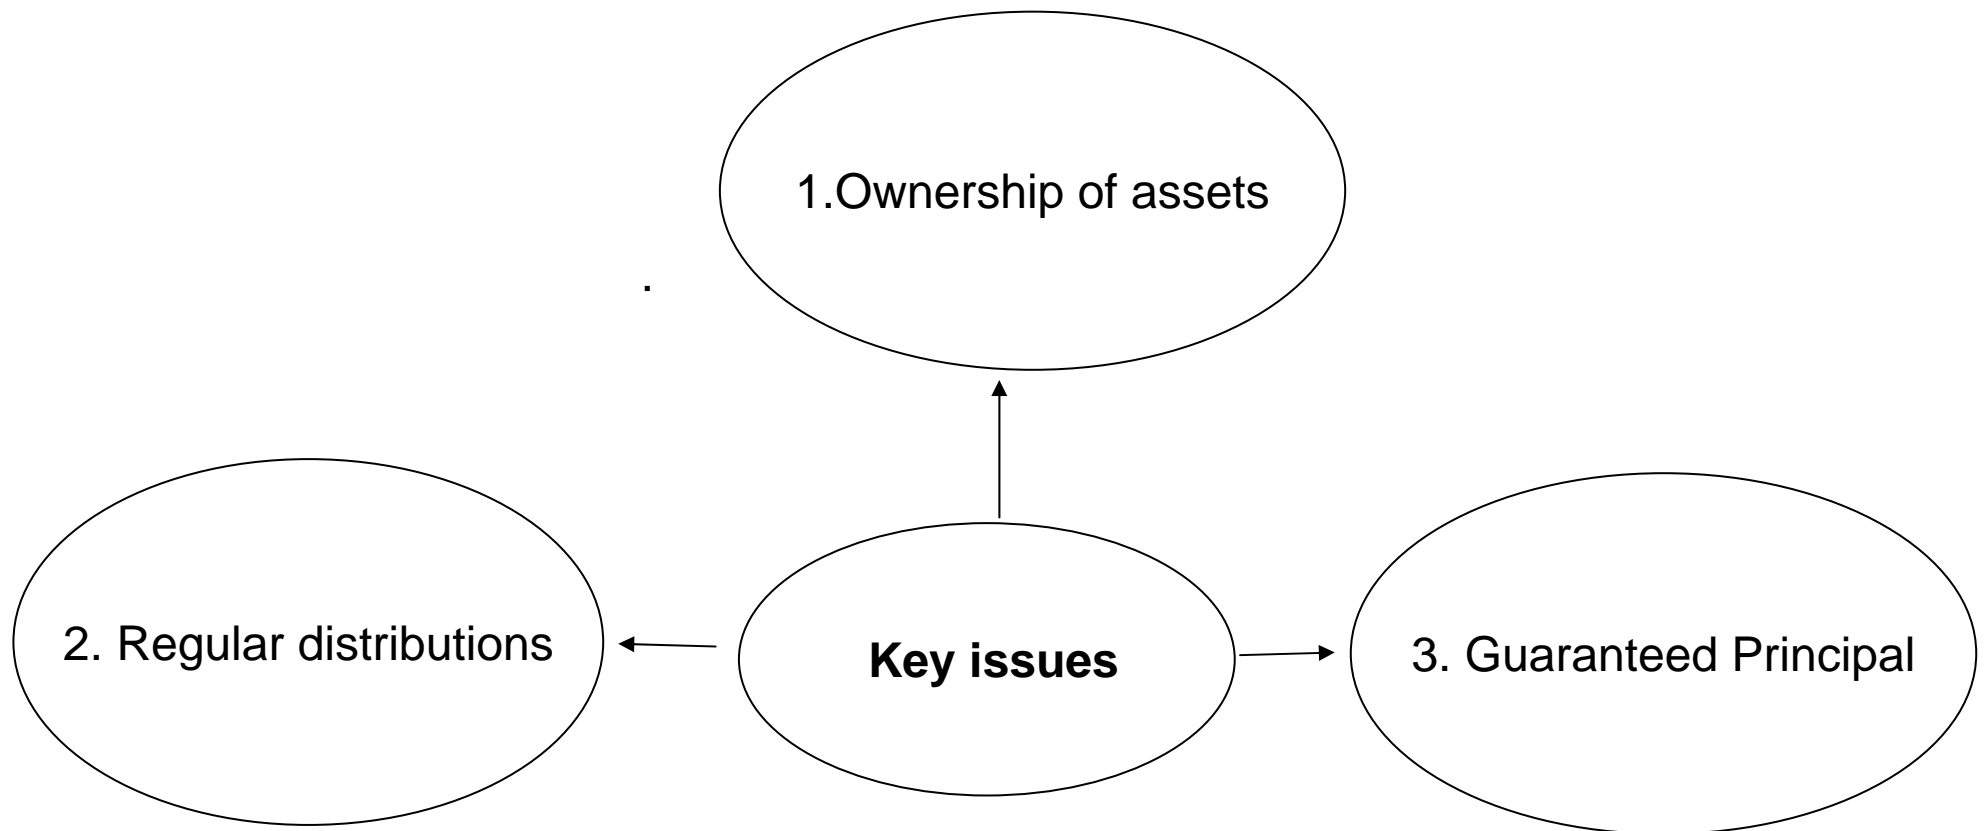 1.Ownership of assets
.
2. Regular distributions
Key issues
3. Guaranteed Principal